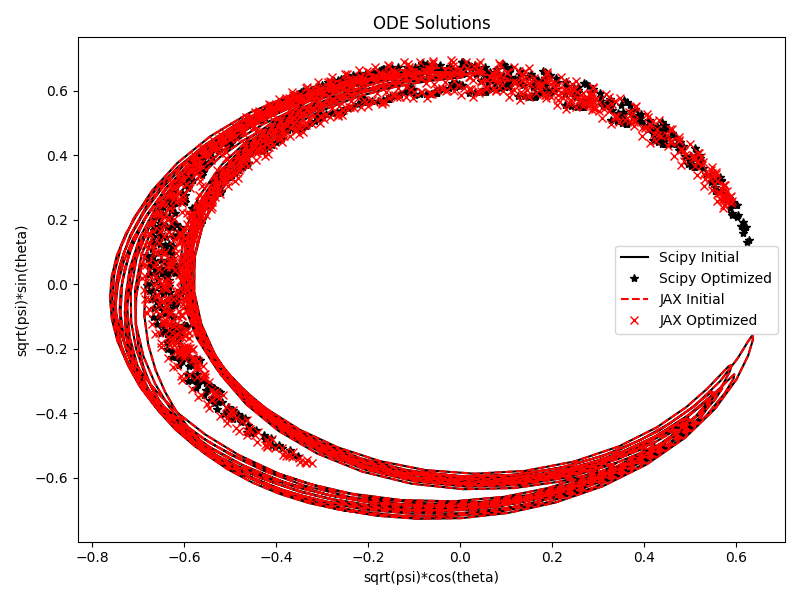 ODE Solutions
sqrt(psi)*sin(theta)
0.6
0.4
0.2
0.0
−0.2
−0.4
−0.6
Scipy Initial
Scipy Optimized
JAX Initial
JAX Optimized
−0.8
−0.6
−0.4
−0.2
0.0
0.2
0.4
0.6
sqrt(psi)*cos(theta)